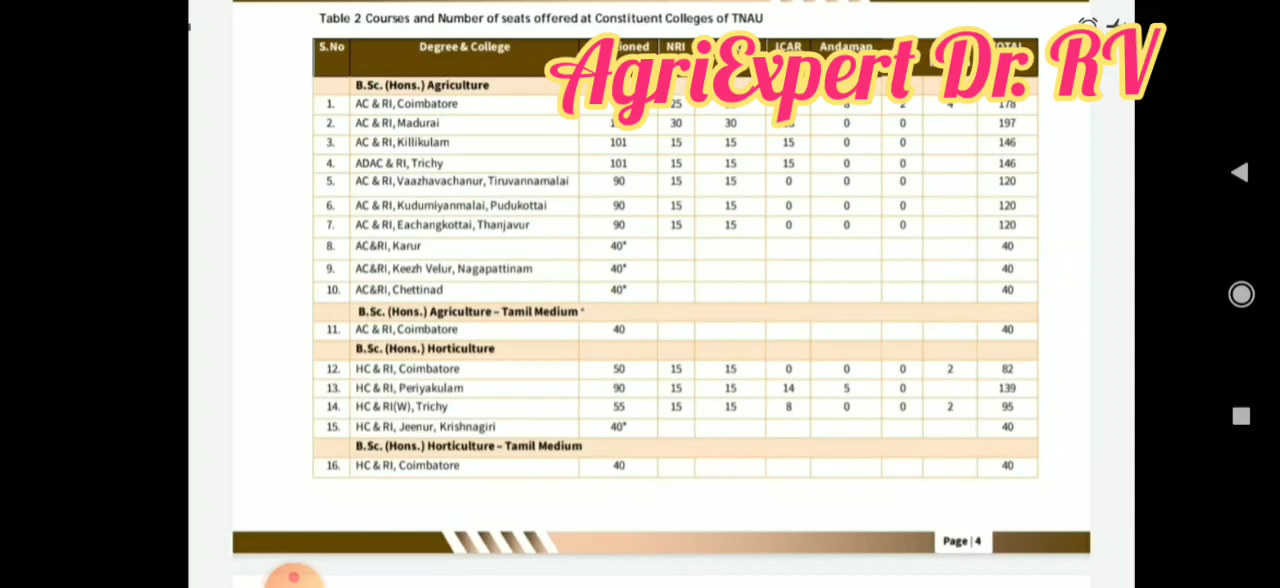 Table 2 Courses and Number of seats offered at Constituent Colleges of TNAU
AgriExpert Dr. RV
S.No Degree & College NRI ICAR Andaman
B.Sc. (Hons.) Agriculture
1. AC & RI, Coimbatore 25 178
2. AC & RI, Madurai 30 30 0 0 197
3. AC & RI, Killikulam 101 15 15 15 0 0 146
4. ADAC & RI, Trichy 101 15 15 15 0 0 146
5. AC & RI, Vaazhavachanur, Tiruvannamalai 90 15 15 0 0 0 120
6. AC & RI, Kudumiyanmalai, Pudukottai 90 15 15 0 0 0 120
7. AC & RI, Eachangkottai, Thanjavur 90 15 15 0 0 0 120
8. AC&RI, Karur 40* 40
9. AC&RI, Keezh Velur, Nagapattinam 40* 40
10. AC&RI, Chettinad 40* 40
B.Sc. (Hons.) Agriculture – Tamil Medium *
11. AC & RI, Coimbatore 40 40
B.Sc. (Hons.) Horticulture
12. HC & RI, Coimbatore 50 15 15 0 0 0 2 82
13. HC & RI, Periyakulam 90 15 15 14 5 0 139
14. HC & RI(W), Trichy 55 15 15 8 0 0 2 95
15. HC & RI, Jeenur, Krishnagiri 40* 40
B.Sc. (Hons.) Horticulture – Tamil Medium
16. HC & RI, Coimbatore 40 40
Page | 4